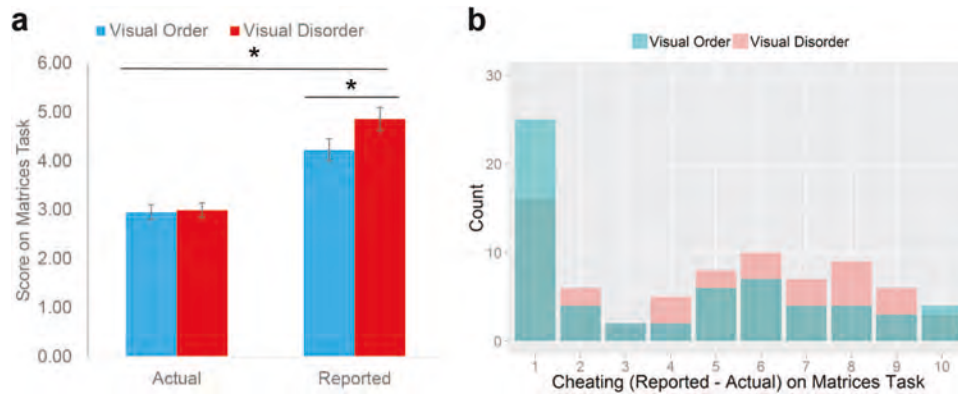 a
Visual Order Visual Disorder
Score on Matrices Task
6.00
5.00
4.00
3.00
2.00
1.00
0.00
*
*
Actual Reported
b
Visual Order Visual Disorder
Count
30
20
10
0
1 2 3 4 5 6 7 8 9 10
Cheating (Reported - Actual) on Matrices Task